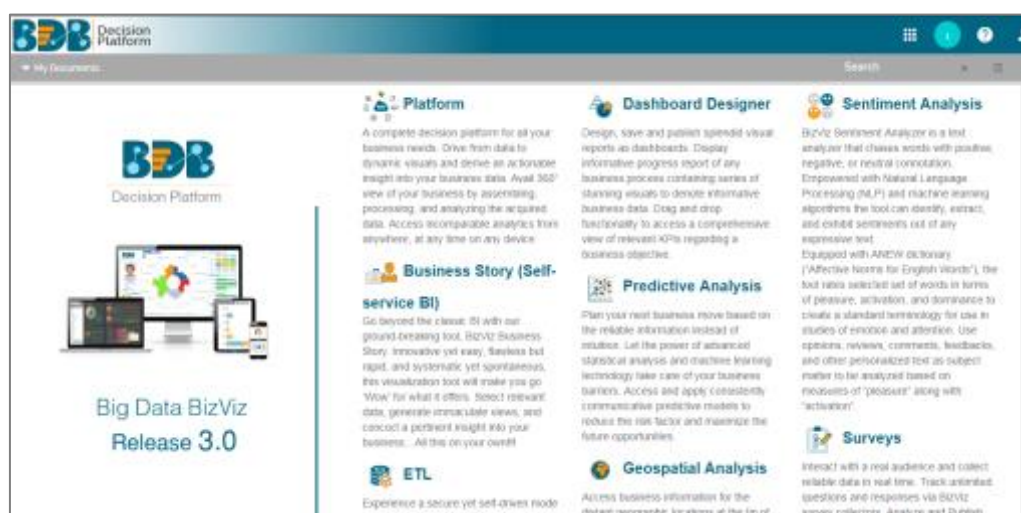 BDB Decision
Platform
My Documents
Search
BDB
Decision Platform
Big Data BizViz
Release 3.0
Platform
A complete decision platform for all your
business needs. Drive from data to
dynamic visuals and derive an actionable
insight into your business data. Avail 360°
view of your business by assembling,
processing, and analyzing the acquired
data. Access incomparable analytics from
anywhere, at any time on any device
Business Story (Self-
service BI)
Go beyond the classic BI with our
ground-breaking tool, BizViz Business
Story. Innovative yet easy, flawless but
rapid, and systematic yet spontaneous,
this visualization tool will make you go
'Wow' for what it offers. Select relevant
data, generate immaculate views, and
concoct a pertinent insight into your
business... All this on your own!!!
ETL
Experience a secure yet self-driven mode
Dashboard Designer
Design, save and publish splendid visual
reports as dashboards. Display
informative progress report of any
business process containing series of
stunning visuals to denote informative
business data. Drag and drop
functionality to access a comprehensive
view of relevant KPIs regarding a
business objective.
Predictive Analysis
Plan your next business move based on
the reliable information instead of
intuition. Let the power of advanced
statistical analysis and machine learning
technology take care of your business
barriers. Access and apply consistently
communicative predictive models to
reduce the risk factor and maximize the
future opportunities.
Geospatial Analysis
Access business information for the
distant geographic locations at the tip of
Sentiment Analysis
BizViz Sentiment Analyzer is a text
analyzer that chases words with positive,
negative, or neutral connotation.
Empowered with Natural Language
Processing (NLP) and machine learning
algorithms the tool can identify, extract,
and exhibit sentiments out of any
expressive text.
Equipped with ANEW dictionary
("Affective Norms for English Words"), the
tool rates selected set of words in terms
of pleasure, activation, and dominance to
create a standard terminology for use in
studies of emotion and attention. Use
opinions, reviews, comments, feedbacks,
and other personalized text as subject
matter to be analyzed based on
measures of "pleasure" along with
"activation"
Surveys
Interact with a real audience and collect
reliable data in real time. Track unlimited
questions and responses via BizViz
survey collectors. Analyze and Publish